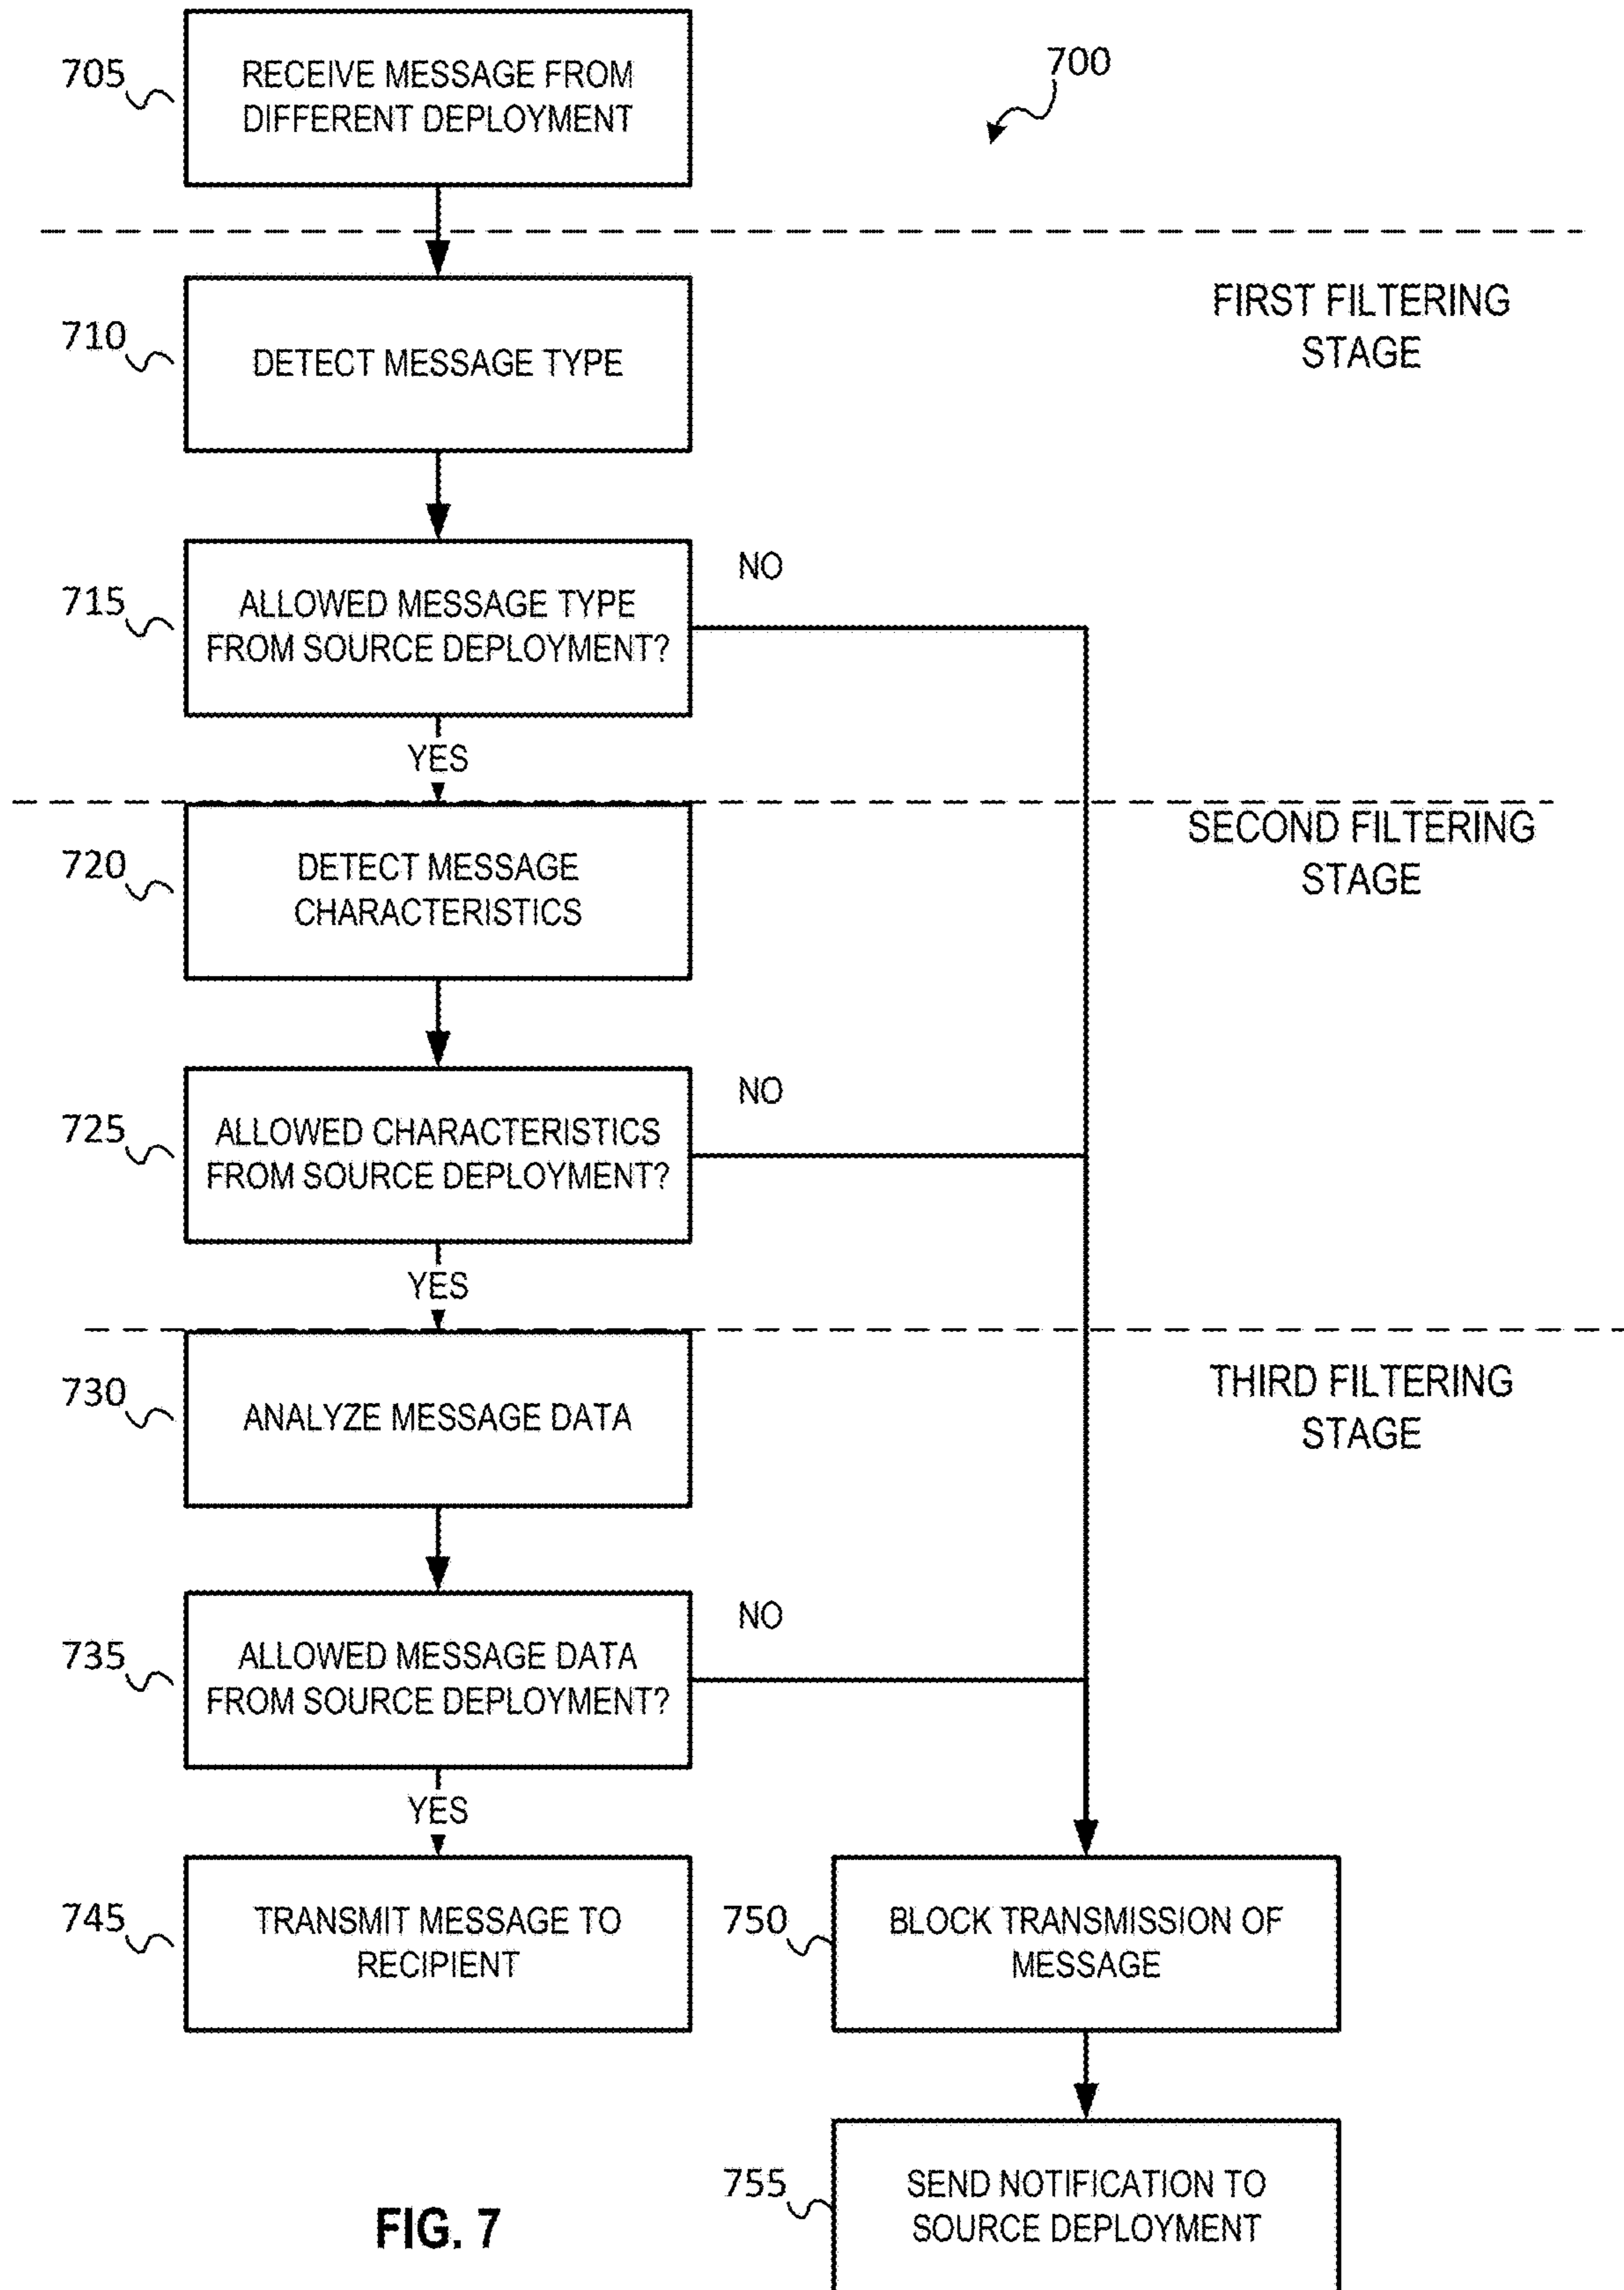 705
RECEIVE MESSAGE FROM
DIFFERENT DEPLOYMENT
700
710
DETECT MESSAGE TYPE
FIRST FILTERING
STAGE
715
ALLOWED MESSAGE TYPE
FROM SOURCE DEPLOYMENT?
NO
YES
SECOND FILTERING
STAGE
720
DETECT MESSAGE
CHARACTERISTICS
725
ALLOWED CHARACTERISTICS
FROM SOURCE DEPLOYMENT?
NO
YES
THIRD FILTERING
STAGE
730
ANALYZE MESSAGE DATA
735
ALLOWED MESSAGE DATA
FROM SOURCE DEPLOYMENT?
NO
YES
745
TRANSMIT MESSAGE TO
RECIPIENT
750
BLOCK TRANSMISSION OF
MESSAGE
755
SEND NOTIFICATION TO
SOURCE DEPLOYMENT
FIG. 7